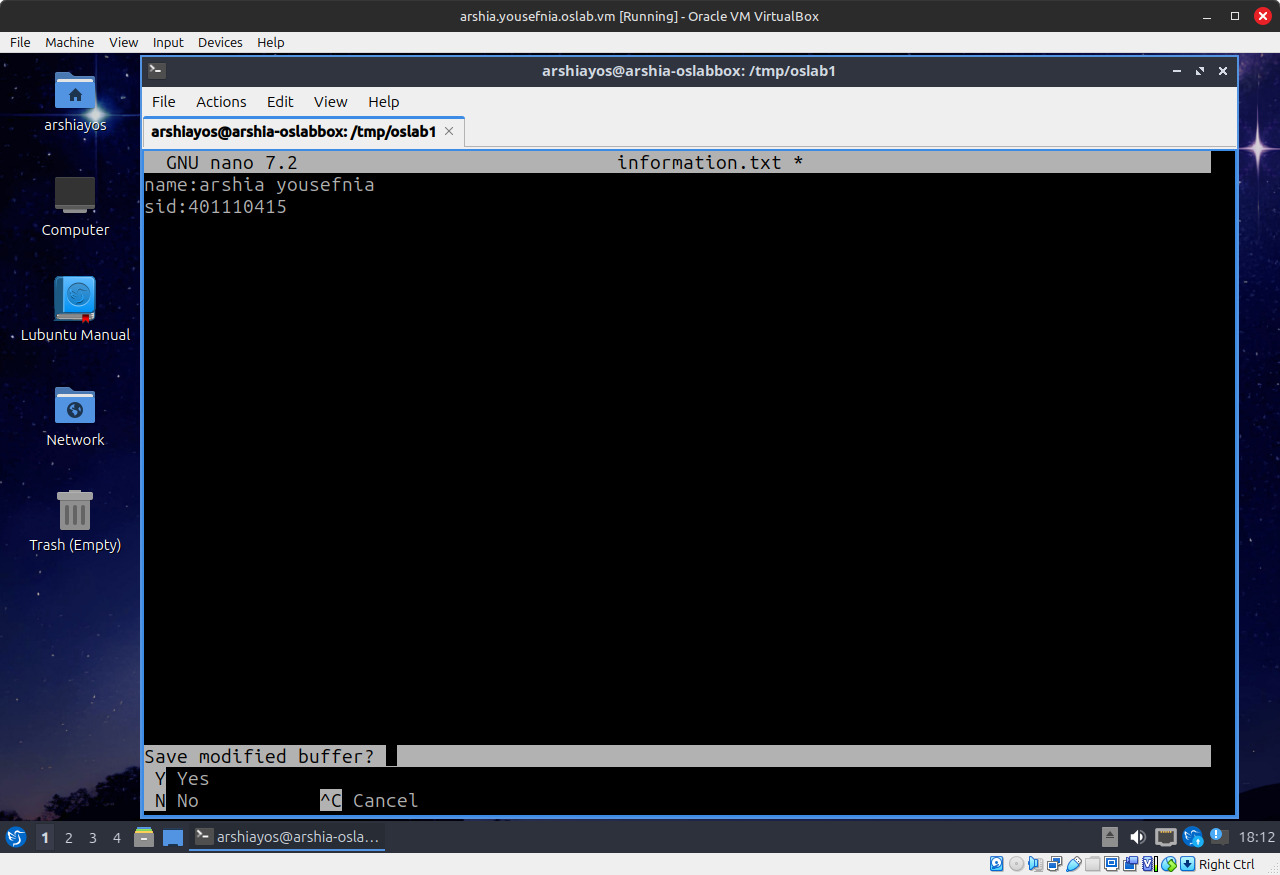 arshia.yousefnia.oslab.vm [Running] - Oracle VM VirtualBox
File Machine View Input Devices Help
arshiayos@arshia-oslabbox: /tmp/oslab1
File Actions Edit View Help
arshiayos@arshia-oslabbox: /tmp/oslab1
GNU nano 7.2 information.txt *
name:arshia yousefnia
sid:401110415
arshiayos
Computer
Lubuntu Manual
Network
Trash (Empty)
Save modified buffer?
Y Yes
N No ^C Cancel
1 2 3 4 arshiayos@arshia-osla... 18:12
Right Ctrl